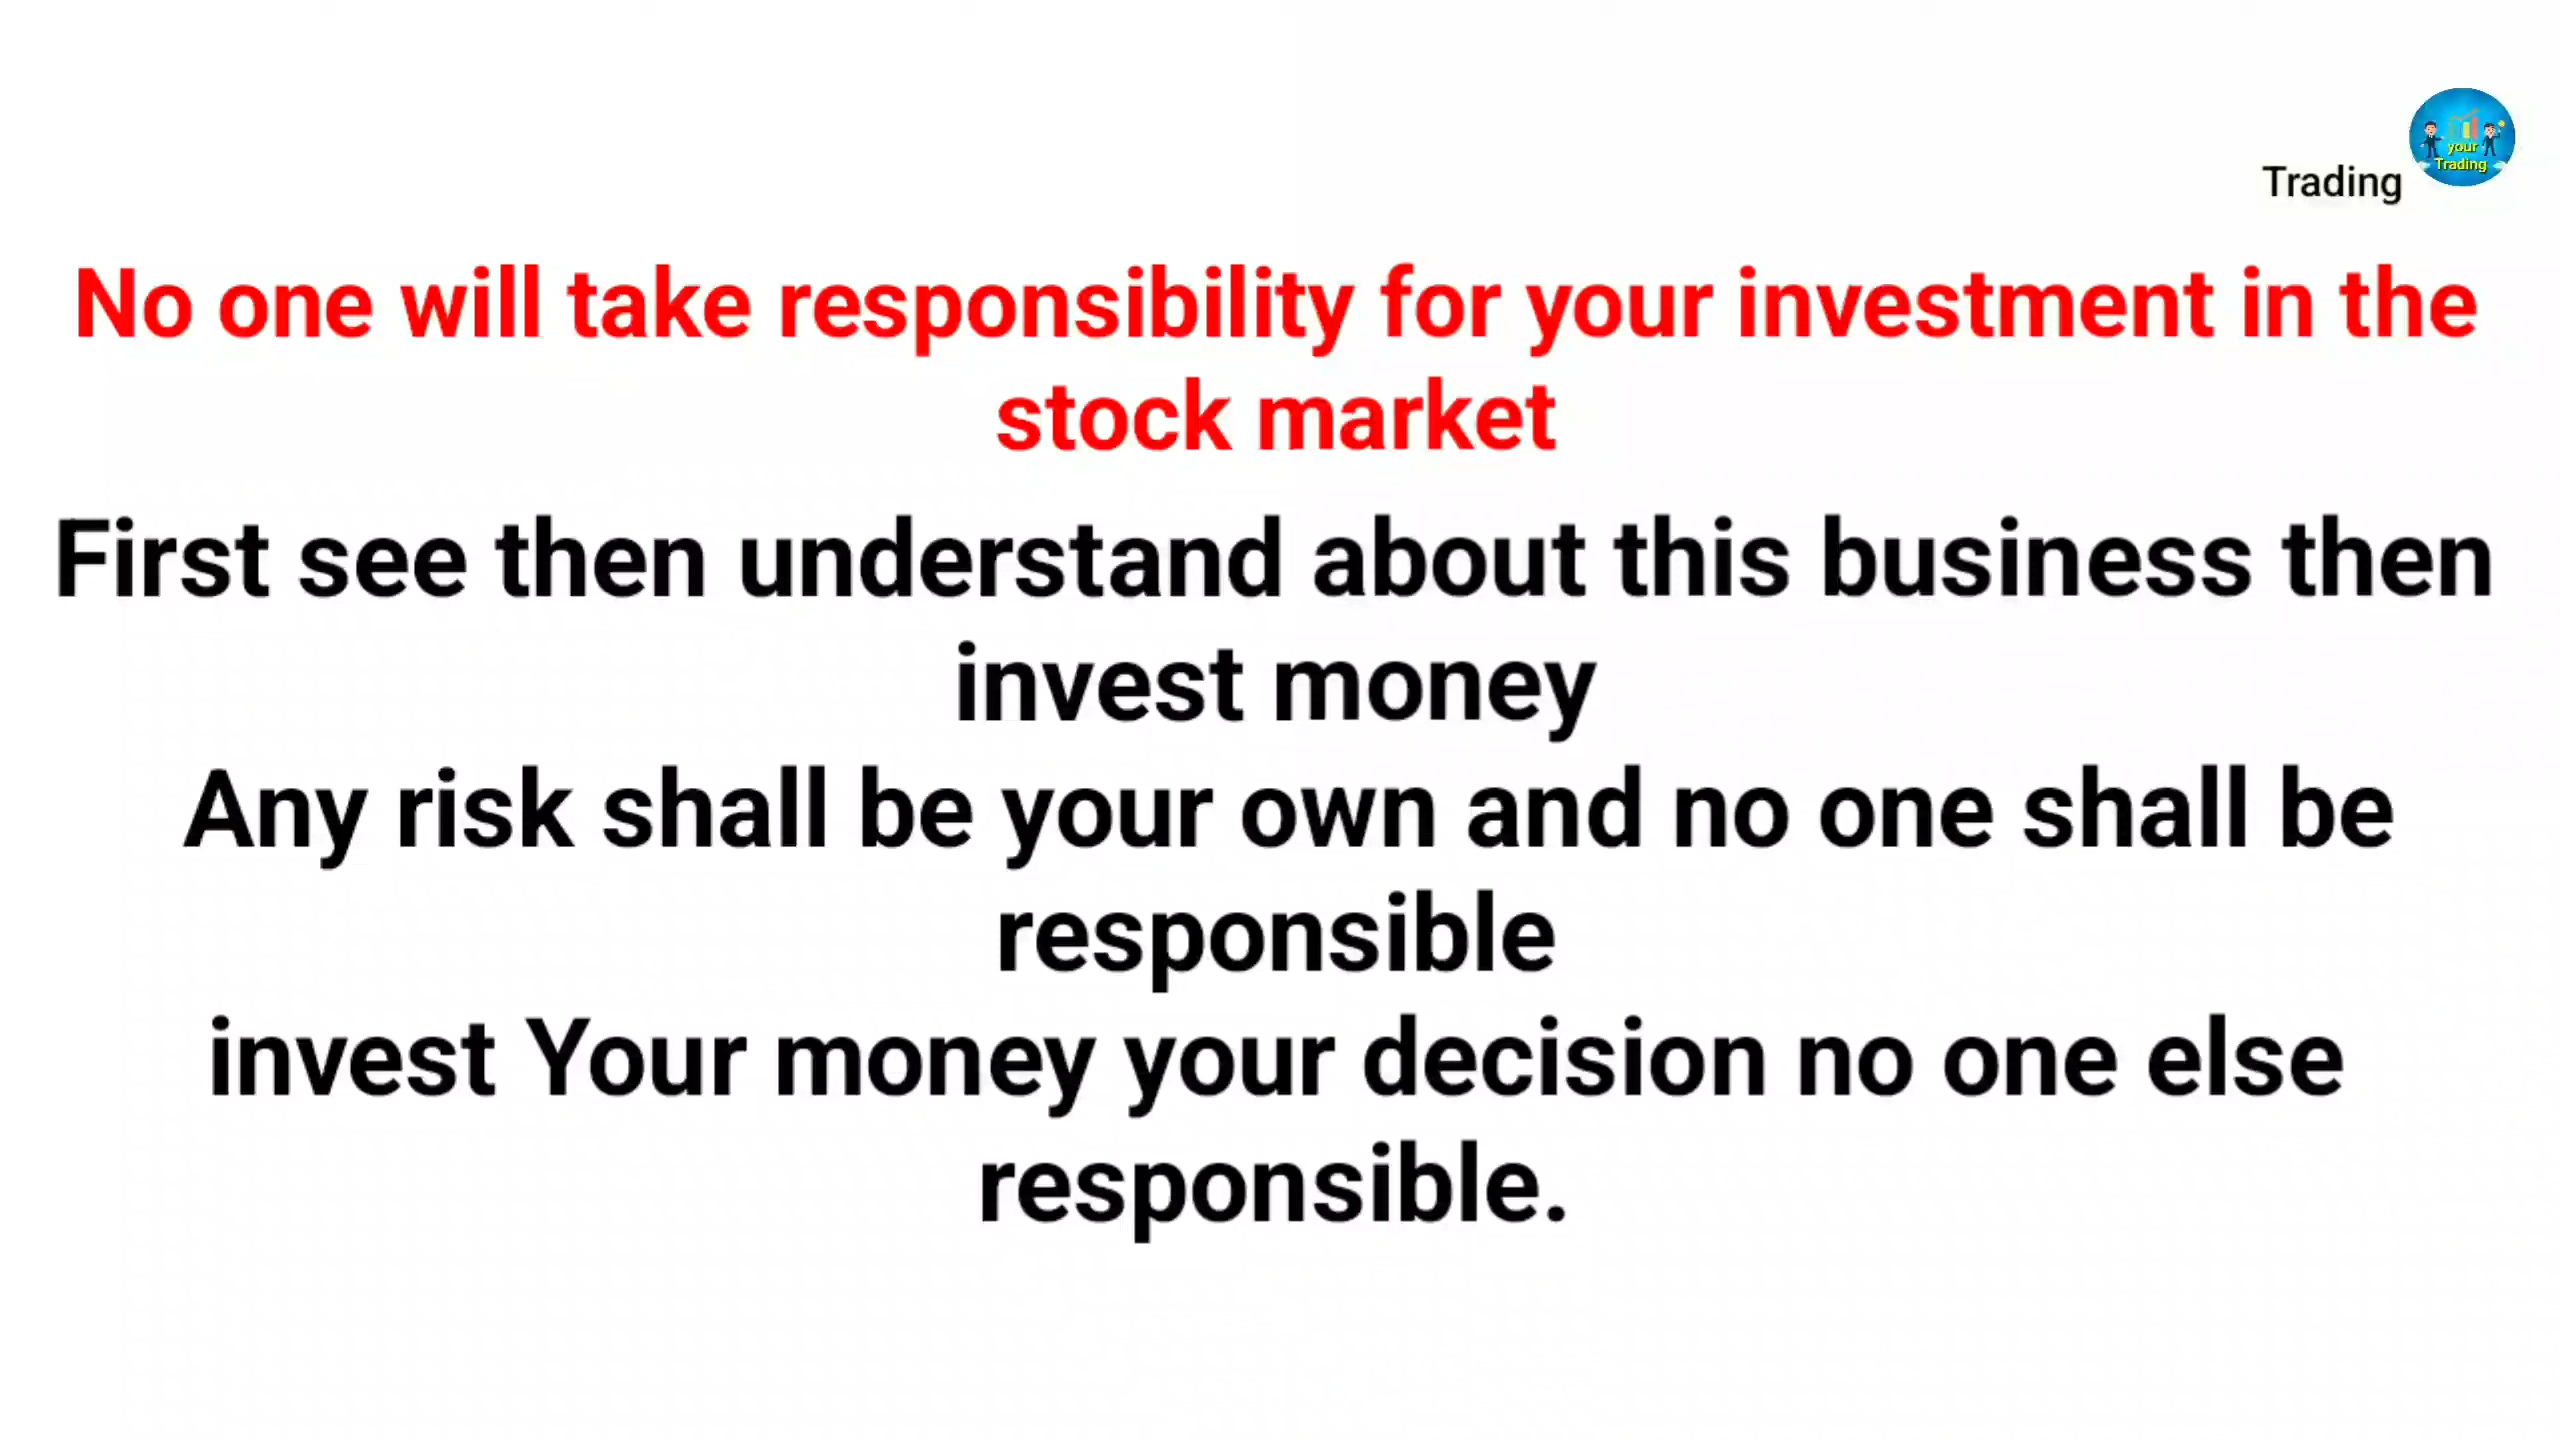 your
Trading
Trading
No one will take responsibility for your investment in the
stock market
First see then understand about this business then
invest money
Any risk shall be your own and no one shall be
responsible
invest Your money your decision no one else
responsible.